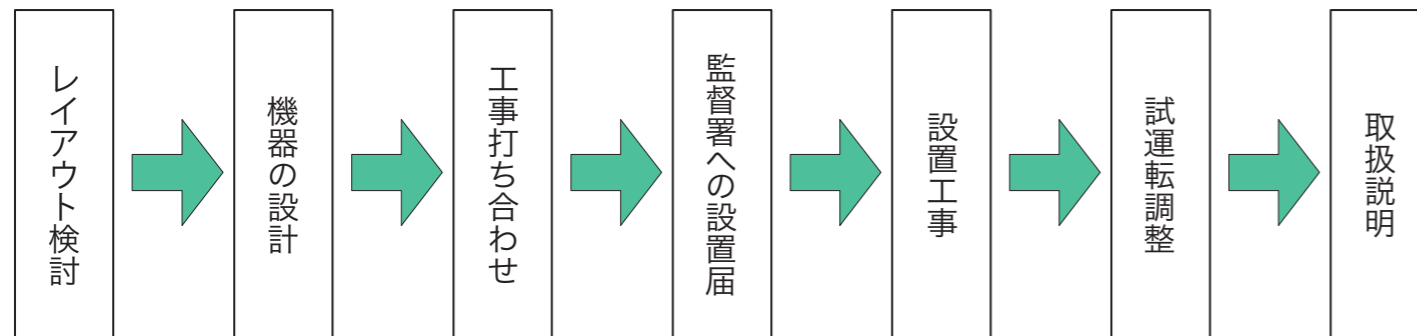 レイアウト検討
機器の設計
工事打ち合わせ
監督署への設置届
設置工事
試運転調整
取扱説明